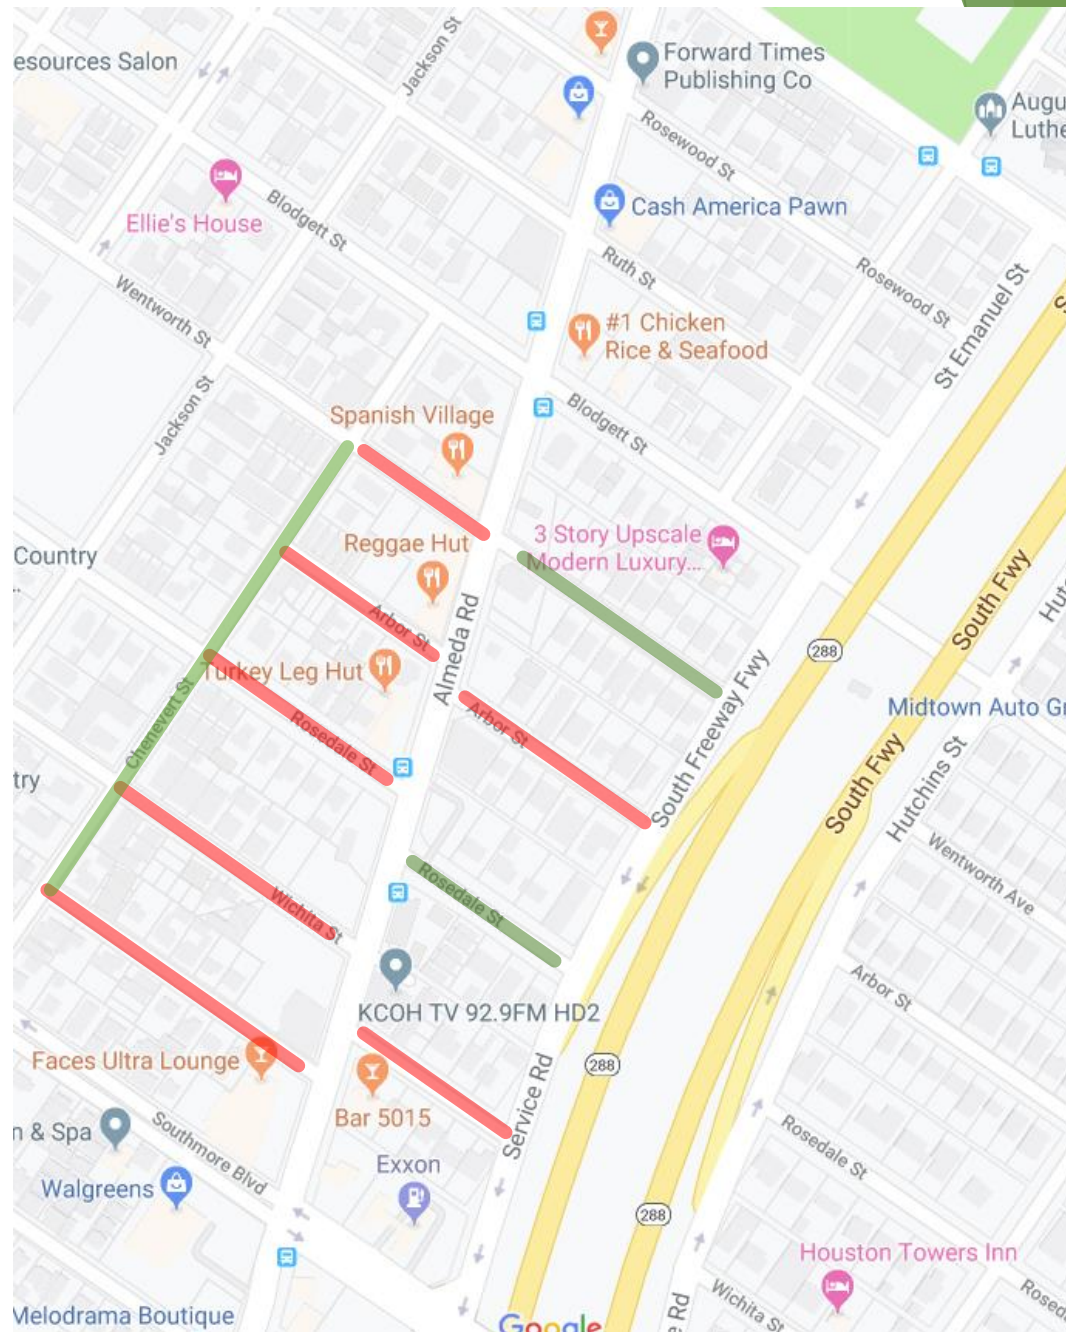 Jackson St
Forward Times
Publishing Co
esources Salon
Augu
Luthe
Rosewood St
Ellie's House
Blodgett St
Cash America Pawn
Ruth St
Rosewood St
St Emanuel St
Wentworth St
#1 Chicken
Rice & Seafood
Jackson St
Spanish Village
Blodgett St
Country
..
Reggae Hut
3 Story Upscale
Modern Luxury...
South Fwy
Arbor St
Almeda Rd
288
Turkey Leg Hut
Chenevert St
Arbor St
South Freeway Fwy
Midtown Auto Gr
Rosedale St
South Fwy
Hutchins St
try
Rosedale St
Wentworth Ave
Wichita St
Arbor St
KCOH TV 92.9FM HD2
Faces Ultra Lounge
288
Bar 5015
Service Rd
n & Spa
Southmore Blvd
Exxon
Rosedale St
Walgreens
288
Houston Towers Inn
Wichita St
Rosed
e Rd
Melodrama Boutique
Google